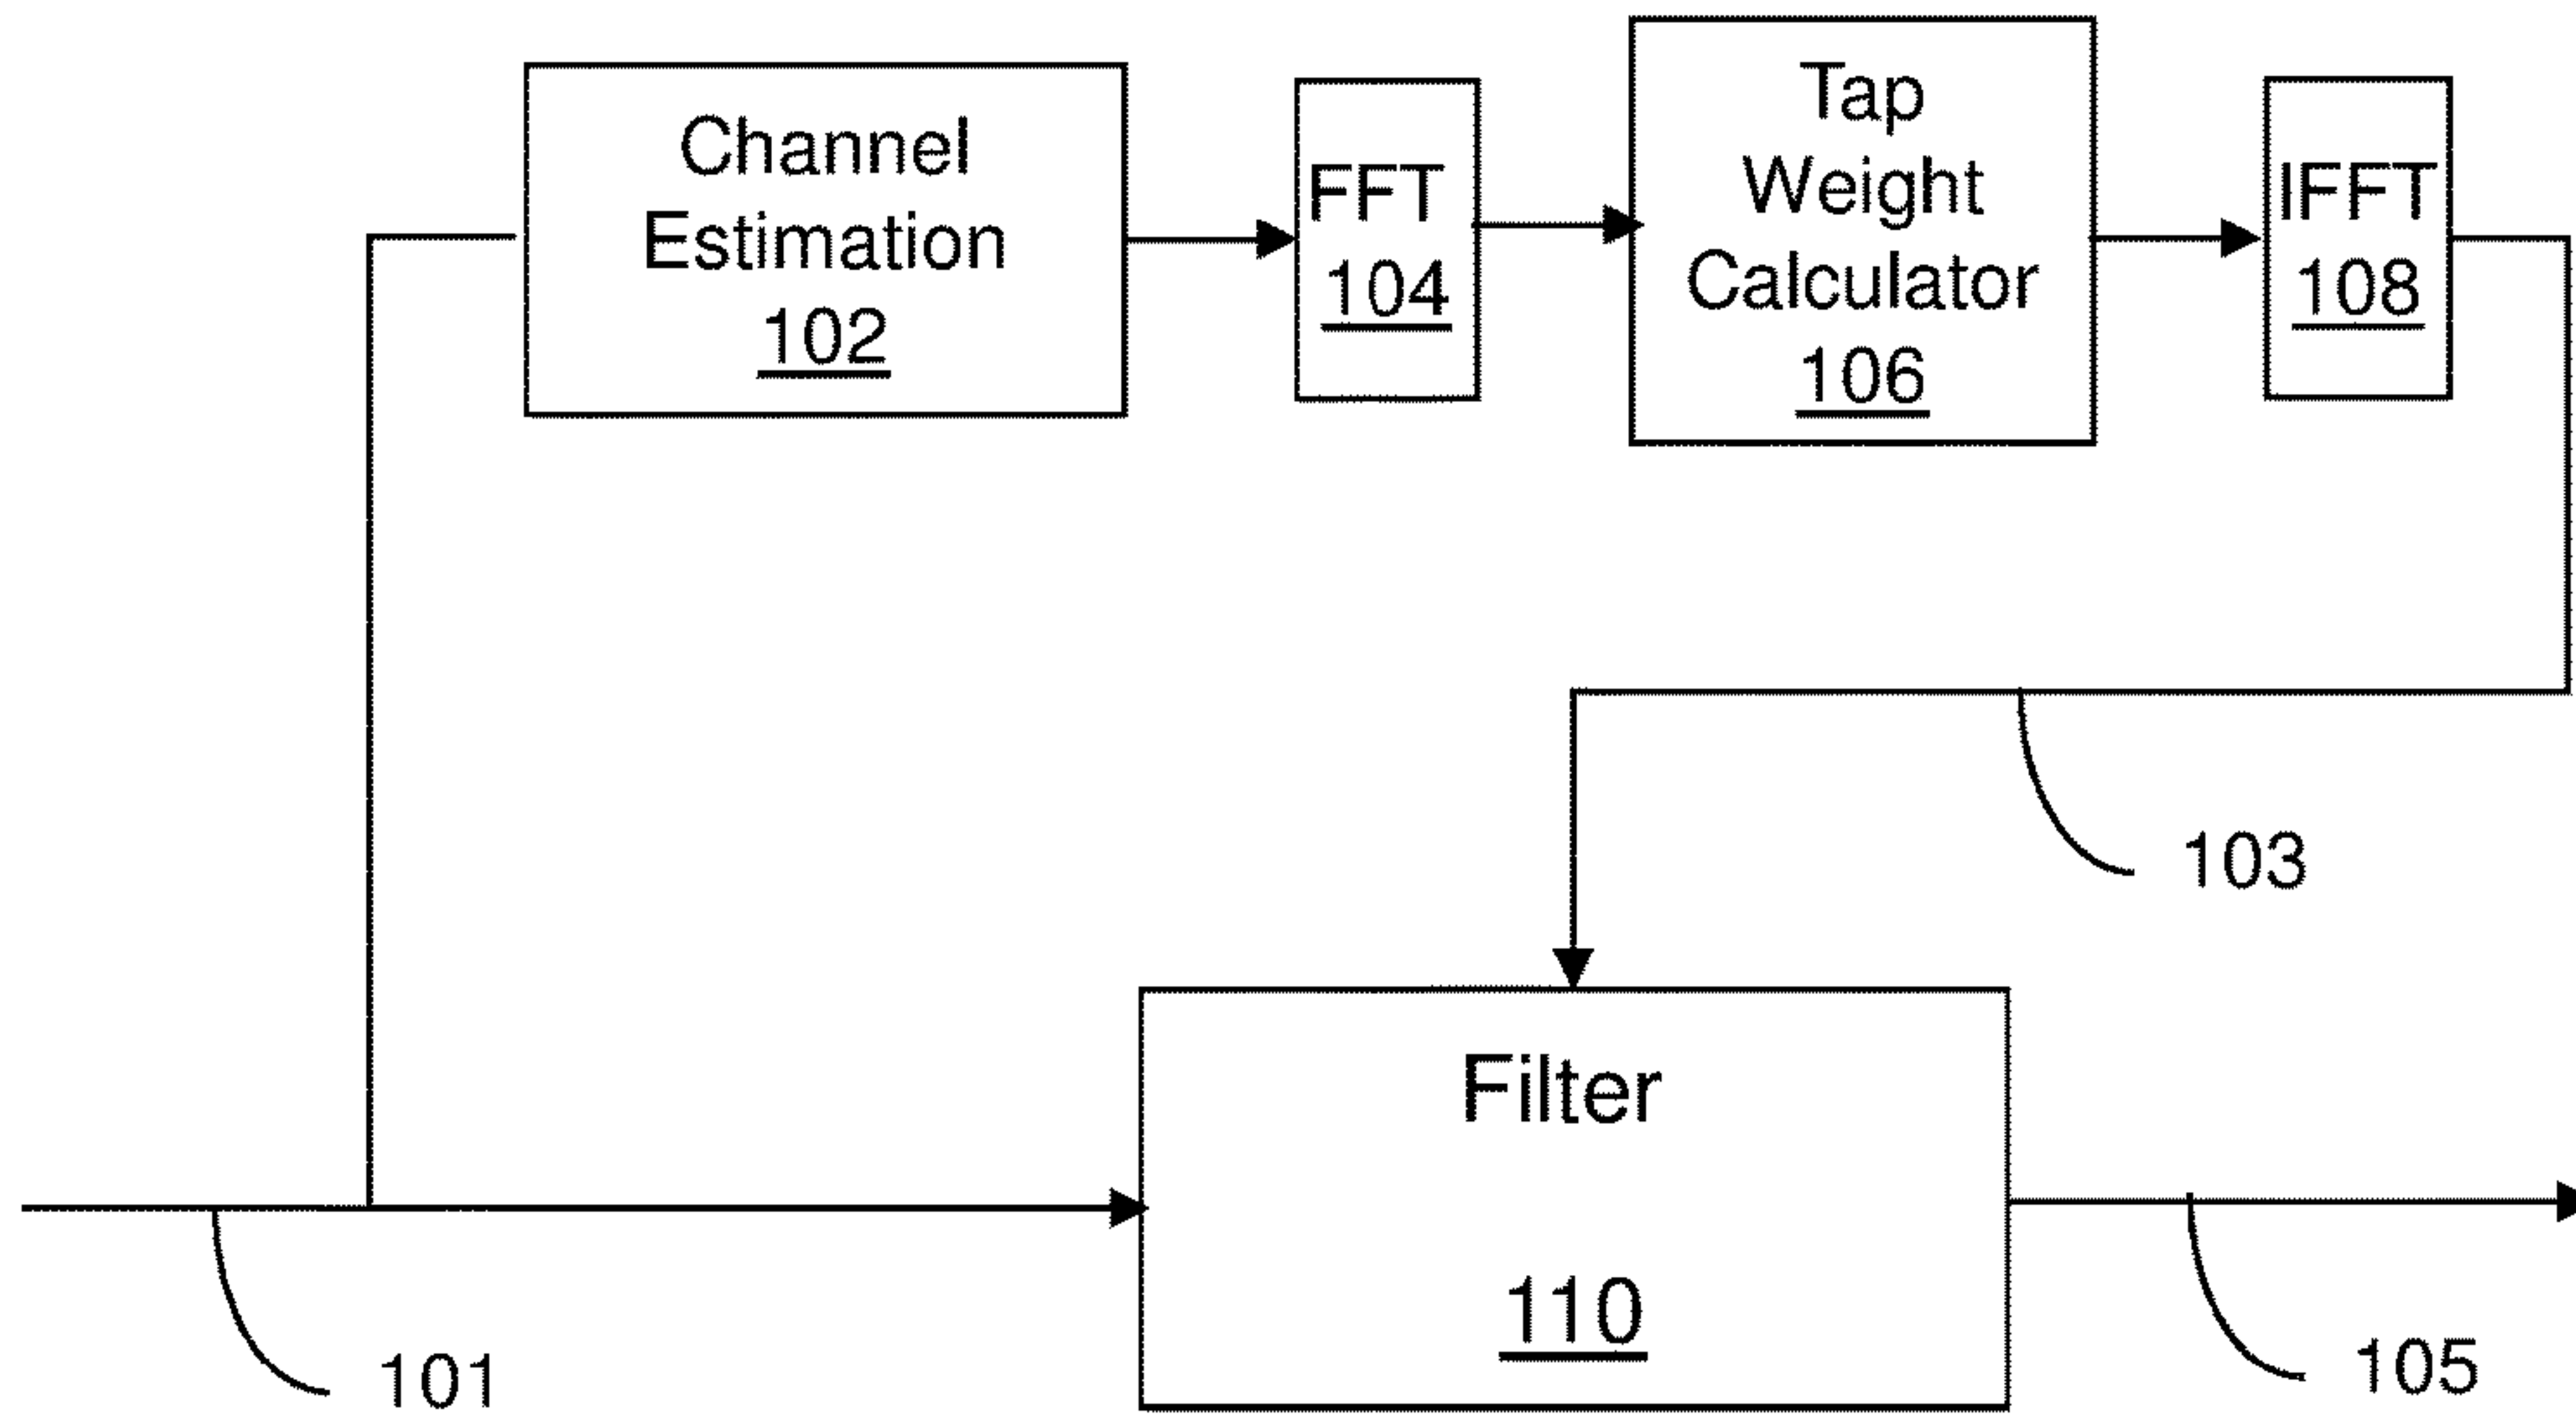 Channel
Estimation
102
FFT
104
Tap
Weight
Calculator
106
IFFT
108
103
Filter
110
101
105